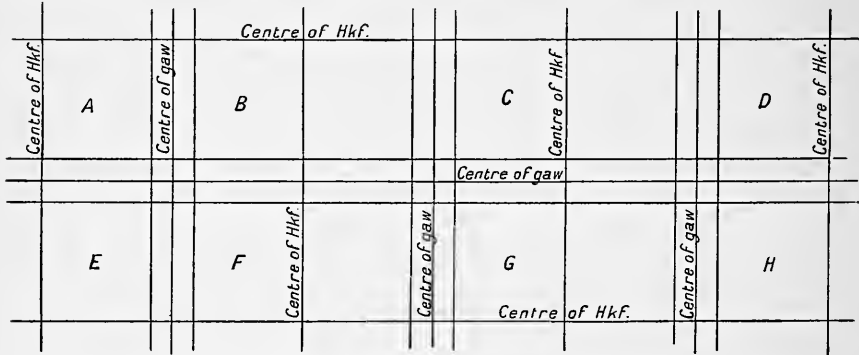 Centre of Hkf.
Centre of Hkf.
A
Centre of gaw
B
C
Centre of Hkf
D
Centre of Hkf.
Centre of gaw
E
F
Centre of Hkf.
Centre of gaw
G
Centre of gaw
H
Centre of Hkf.